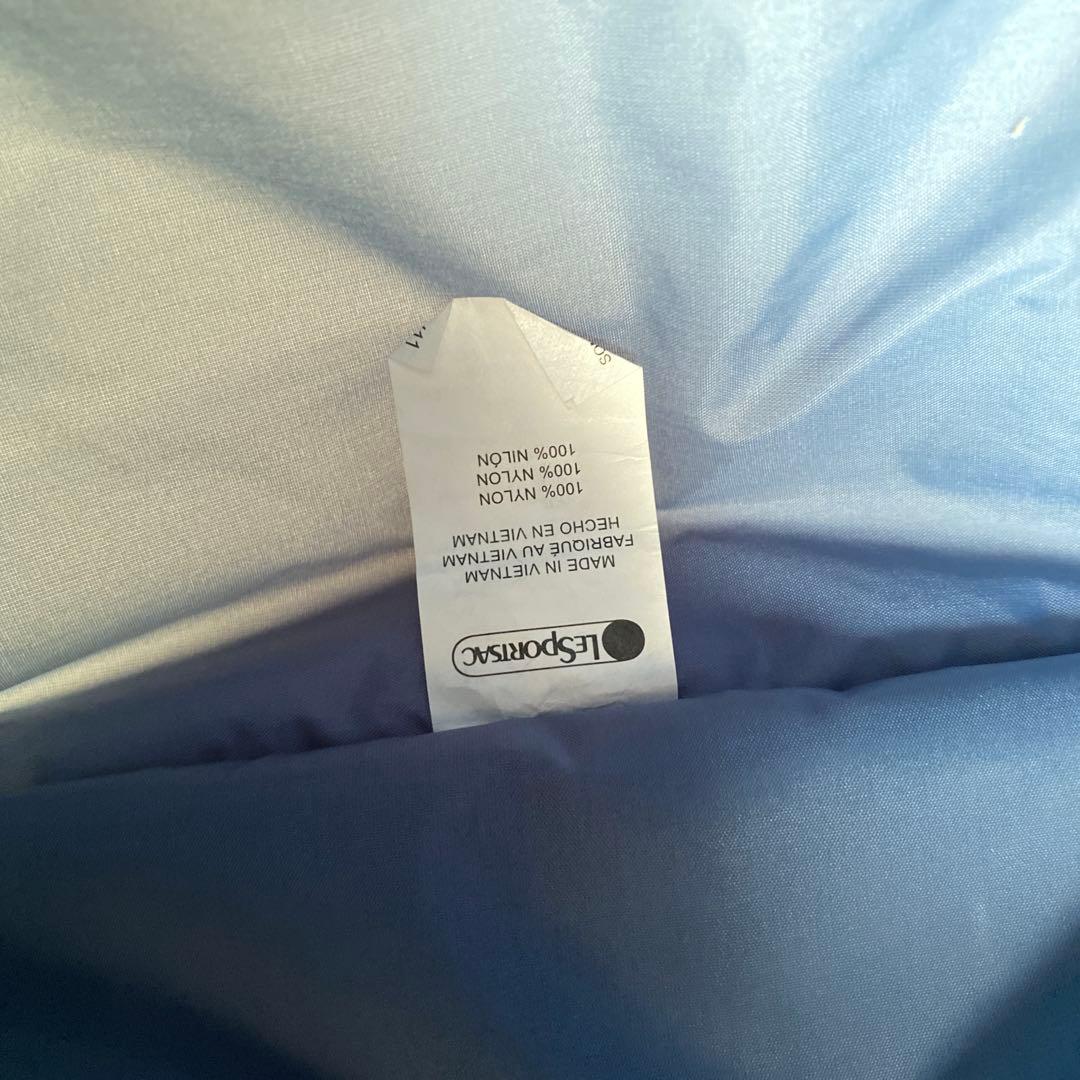 LESPORTSAC
MADE IN VIETNAM
FABRIQUÉ AU VIETNAM
HECHO EN VIETNAM
100% NYLON
100% NYLON
100% NILÓN